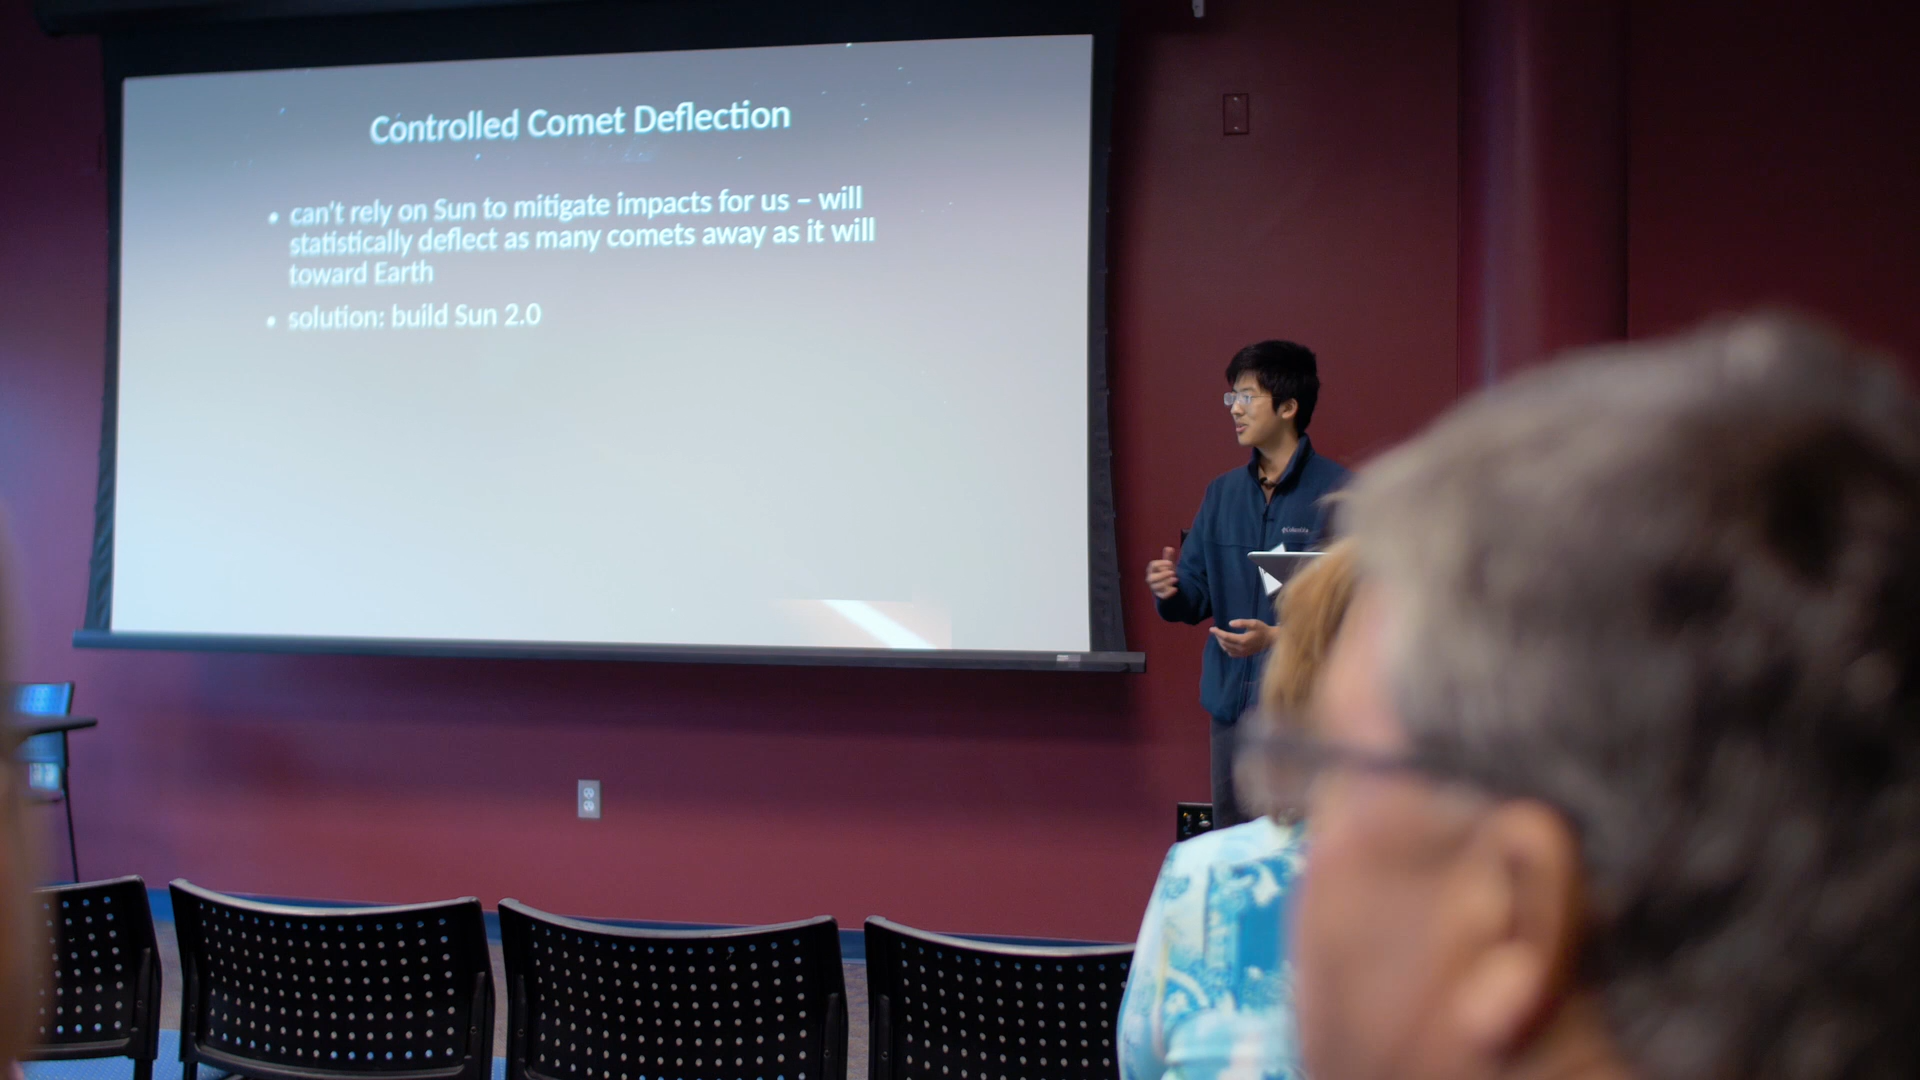 Controlled Comet Deflection
• can't rely on Sun to mitigate impacts for us – will
statistically deflect as many comets away as it will
toward Earth
• solution: build Sun 2.0
Columbia